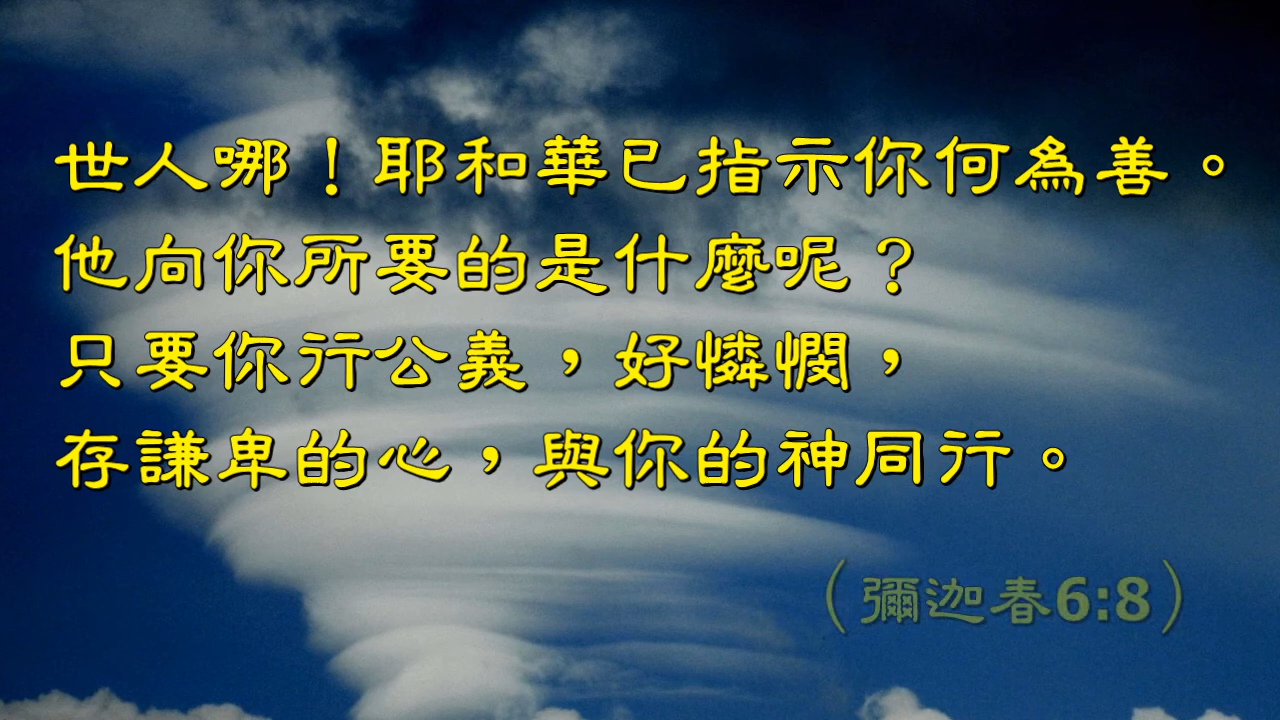 世人哪！耶和華已指示你何為善。
他向你所要的是什麼呢？
只要你行公義，好憐憫，
存謙卑的心，與你的神同行。
（彌迦春6:8）